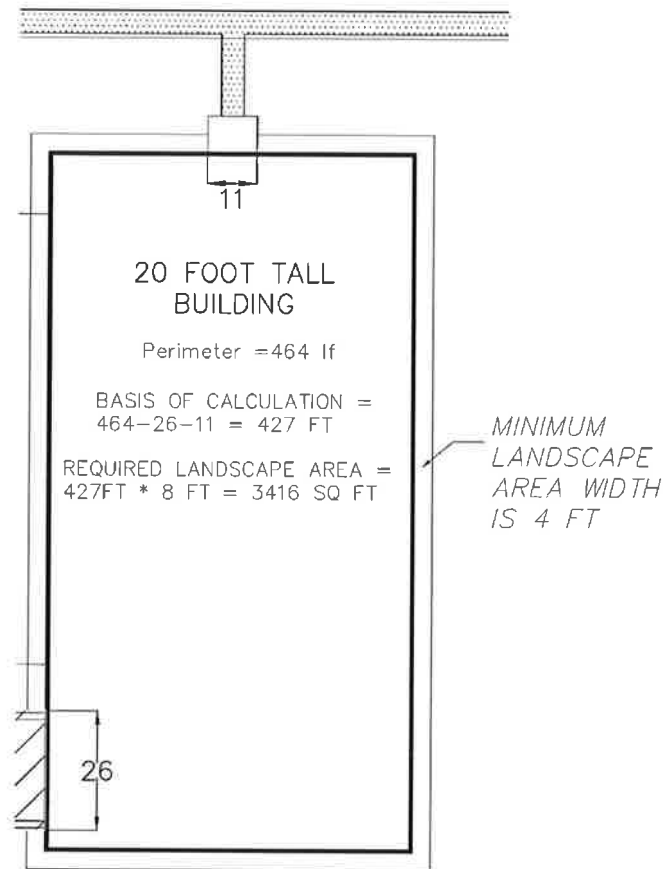 11
20 FOOT TALL
BUILDING
Perimeter =464 lf
BASIS OF CALCULATION =
464-26-11 = 427 FT
REQUIRED LANDSCAPE AREA =
427FT * 8 FT = 3416 SQ FT
MINIMUM
LANDSCAPE
AREA WIDTH
IS 4 FT
26